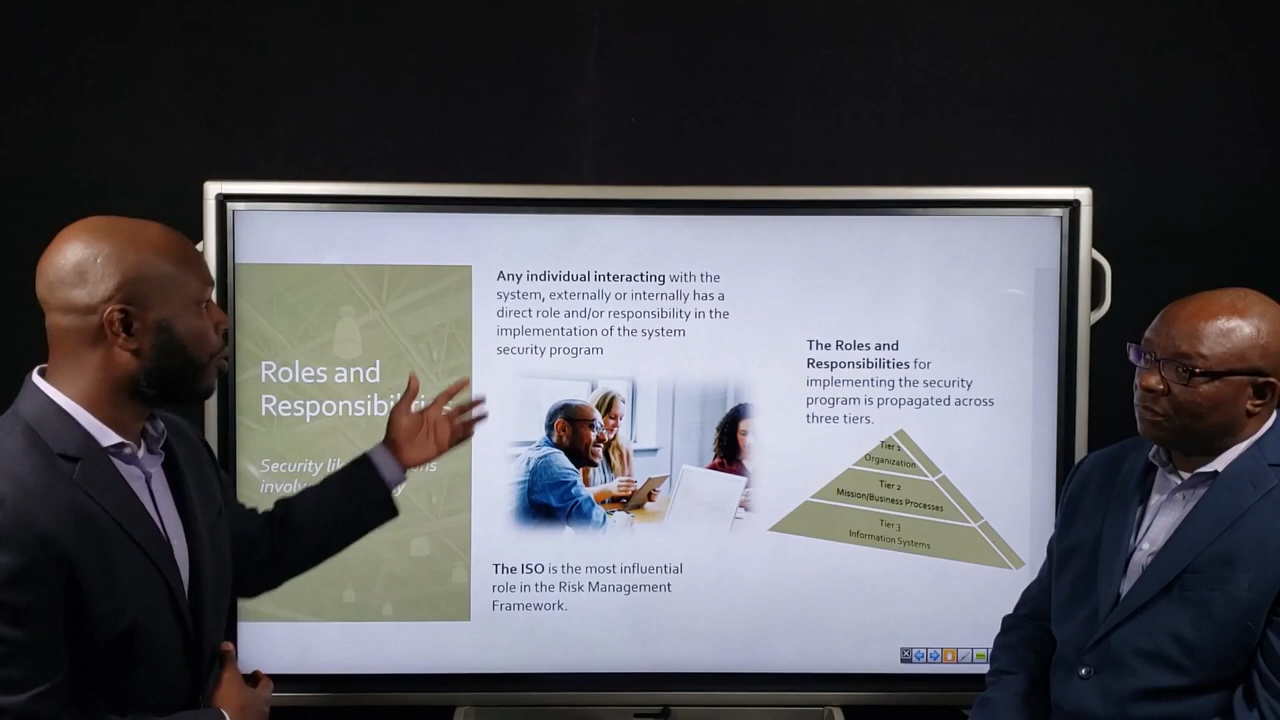 Roles and
Responsibilities
Security
involv
Any individual interacting with the
system, externally or internally has a
direct role and/or responsibility in the
implementation of the system
security program
The ISO is the most influential
role in the Risk Management
Framework.
The Roles and
Responsibilities for
implementing the security
program is propagated across
three tiers.
Tier 1
Organization
Tier 2
Mission/Business Processes
Tier 3
Information Systems